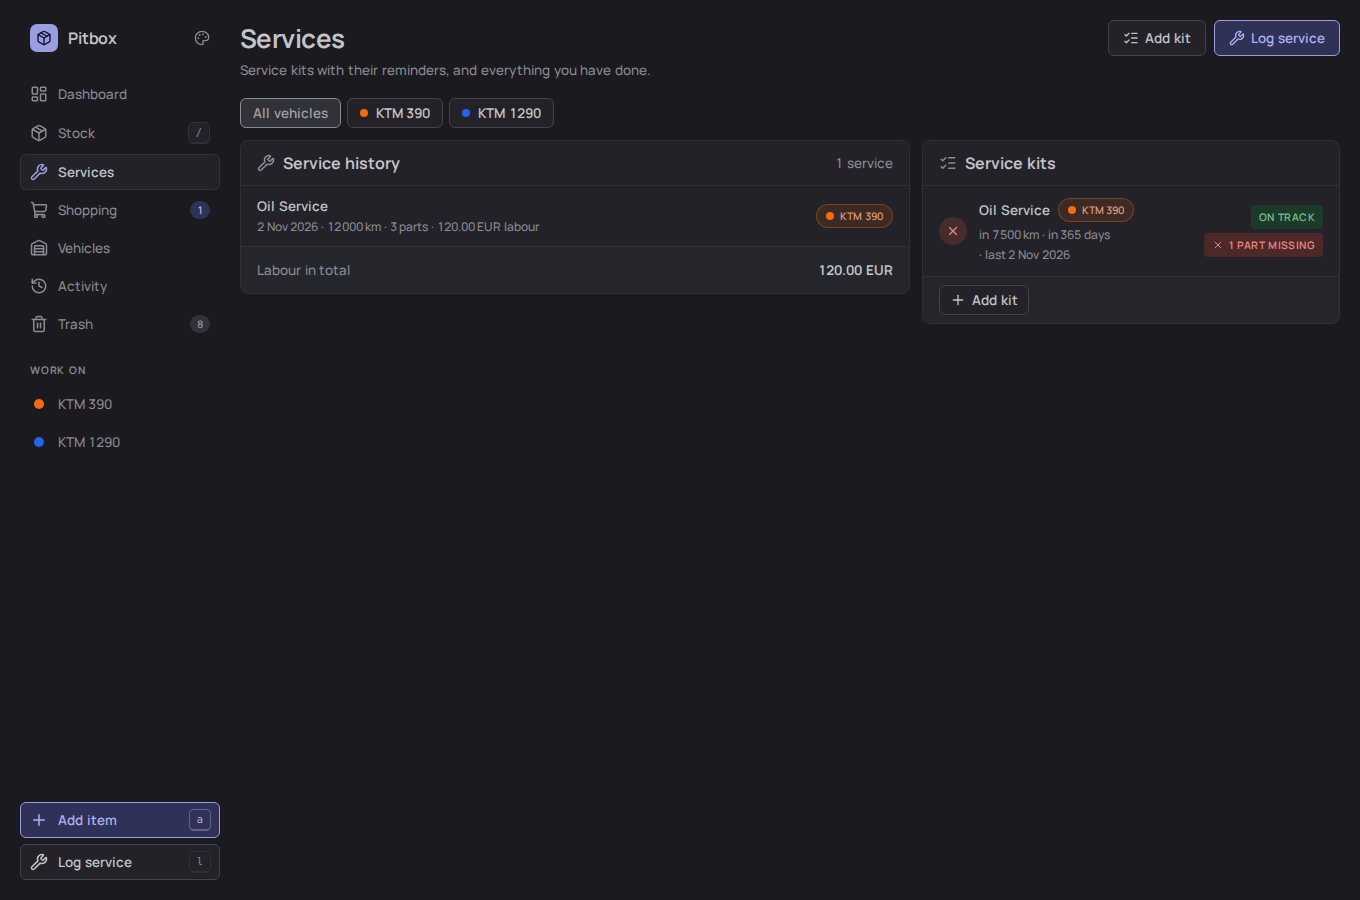 Pitbox
Dashboard
Stock /
Services
Shopping 1
Vehicles
Activity
Trash 8
WORK ON
KTM 390
KTM 1290
Add item a
Log service l
Services
Service kits with their reminders, and everything you have done.
Add kit
Log service
All vehicles
KTM 390
KTM 1290
Service history
1 service
Oil Service
2 Nov 2026 · 12 000 km · 3 parts · 120.00 EUR labour
KTM 390
Labour in total
120.00 EUR
Service kits
Oil Service
KTM 390
in 7 500 km · in 365 days
· last 2 Nov 2026
ON TRACK
1 PART MISSING
Add kit